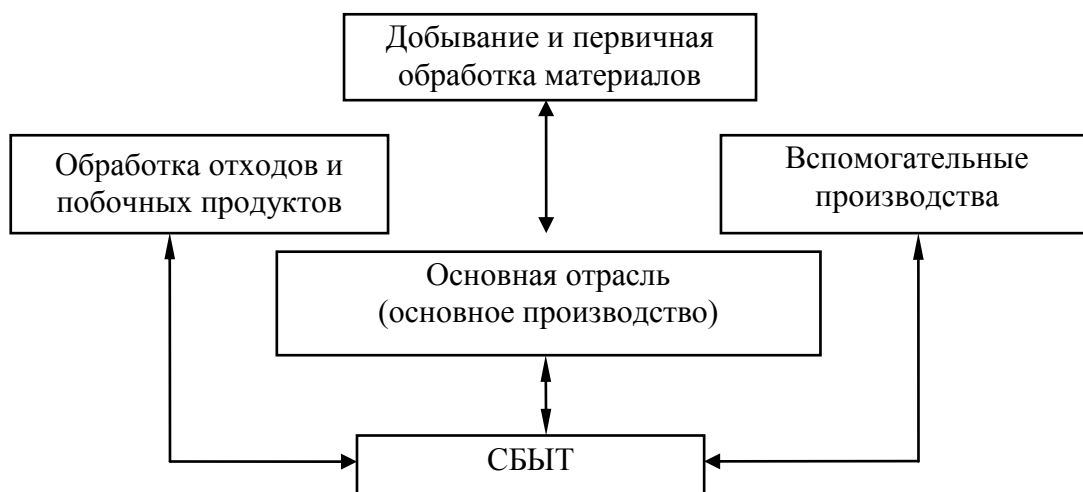 Добывание и первичная
обработка материалов
Обработка отходов и
побочных продуктов
Вспомогательные
производства
Основная отрасль
(основное производство)
СБЫТ